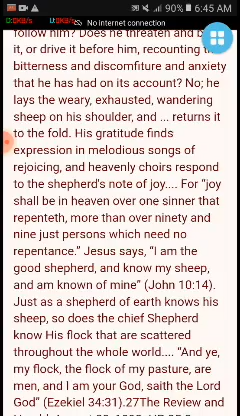 0:KB/s 0:KB/s 90% 6:45 AM
No internet connection
follow him? Does he threaten and
it, or drive it before him, recounting
bitterness and discomfiture and anxiety
that he has had on its account? No; he
lays the weary, exhausted, wandering
sheep on his shoulder, and ... returns it
to the fold. His gratitude finds
expression in melodious songs of
rejoicing, and heavenly choirs respond
to the shepherd's note of joy.... For “joy
shall be in heaven over one sinner that
repenteth, more than over ninety and
nine just persons which need no
repentance.” Jesus says, “I am the
good shepherd, and know my sheep,
and am known of mine” (John 10:14).
Just as a shepherd of earth knows his
sheep, so does the chief Shepherd
know His flock that are scattered
throughout the whole world.... “And ye,
my flock, the flock of my pasture, are
men, and I am your God, saith the Lord
God” (Ezekiel 34:31).27The Review and